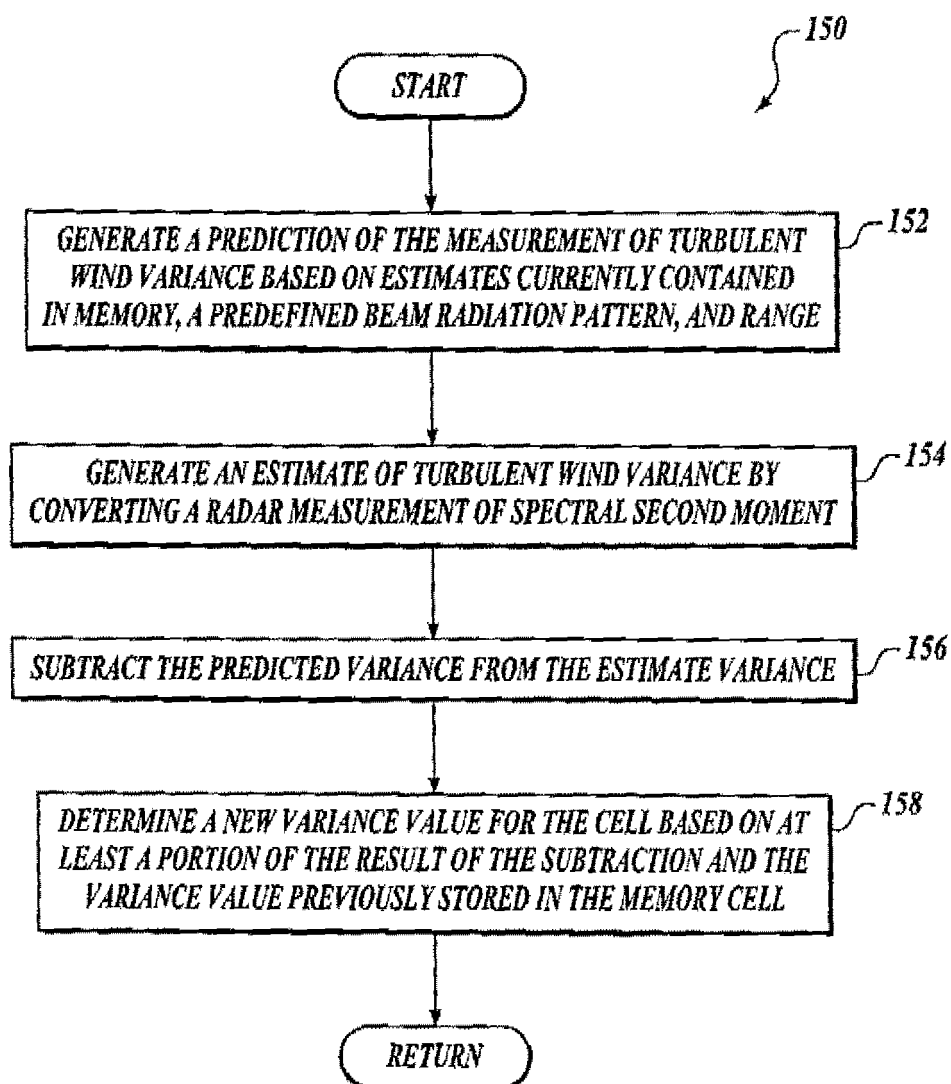 150
START
152
GENERATE A PREDICTION OF THE MEASUREMENT OF TURBULENT
WIND VARIANCE BASED ON ESTIMATES CURRENTLY CONTAINED
IN MEMORY, A PREDEFINED BEAM RADIATION PATTERN, AND RANGE
154
GENERATE AN ESTIMATE OF TURBULENT WIND VARIANCE BY
CONVERTING A RADAR MEASUREMENT OF SPECTRAL SECOND MOMENT
156
SUBTRACT THE PREDICTED VARIANCE FROM THE ESTIMATE VARIANCE
158
DETERMINE A NEW VARIANCE VALUE FOR THE CELL BASED ON AT
LEAST A PORTION OF THE RESULT OF THE SUBTRACTION AND THE
VARIANCE VALUE PREVIOUSLY STORED IN THE MEMORY CELL
RETURN